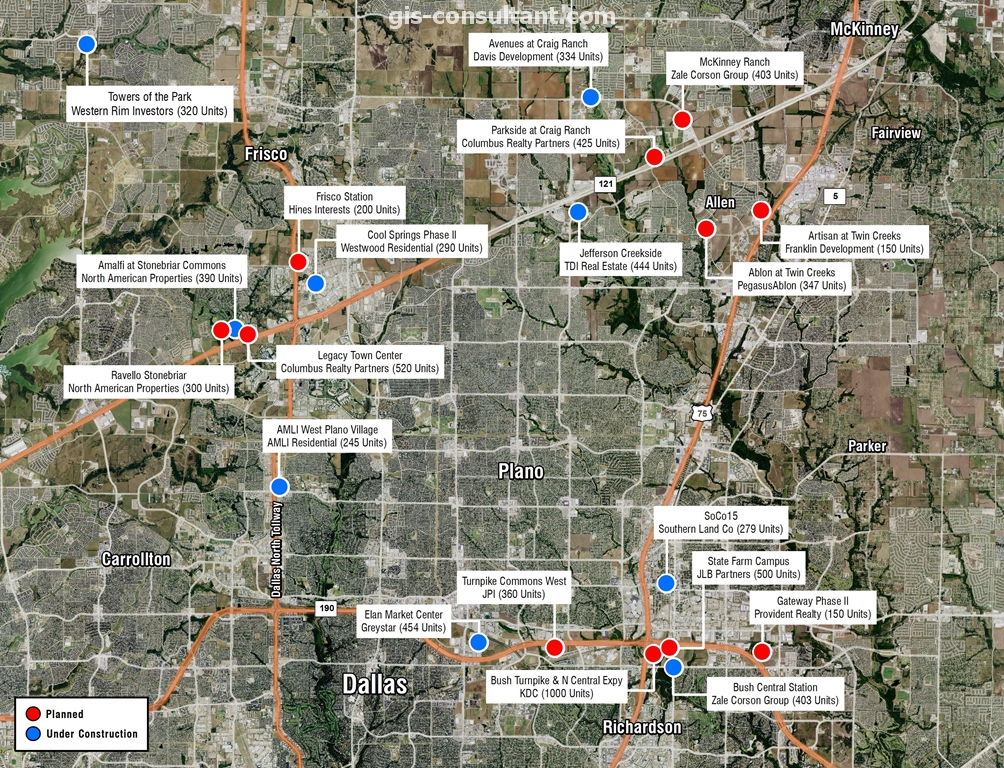 gis-consultant.com
McKinney
Avenues at Craig Ranch
Davis Development (334 Units)
McKinney Ranch
Zale Corson Group (403 Units)
Towers of the Park
Western Rim Investors (320 Units)
Parkside at Craig Ranch
Columbus Realty Partners (425 Units)
Fairview
Frisco
121
5
Frisco Station
Hines Interests (200 Units)
Allen
Cool Springs Phase II
Westwood Residential (290 Units)
Artisan at Twin Creeks
Franklin Development (150 Units)
Jefferson Creekside
TDI Real Estate (444 Units)
Amalfi at Stonebriar Commons
North American Properties (390 Units)
Ablon at Twin Creeks
PegasusAblon (347 Units)
Legacy Town Center
Columbus Realty Partners (520 Units)
Ravello Stonebriar
North American Properties (300 Units)
75
AMLI West Plano Village
AMLI Residential (245 Units)
Parker
Plano
SoCo15
Southern Land Co (279 Units)
Dallas North Tollway
Carrollton
State Farm Campus
JLB Partners (500 Units)
Turnpike Commons West
JPI (360 Units)
190
Elan Market Center
Greystar (454 Units)
Gateway Phase II
Provident Realty (150 Units)
Dallas
Bush Turnpike & N Central Expy
KDC (1000 Units)
Bush Central Station
Zale Corson Group (403 Units)
Richardson
Planned
Under Construction